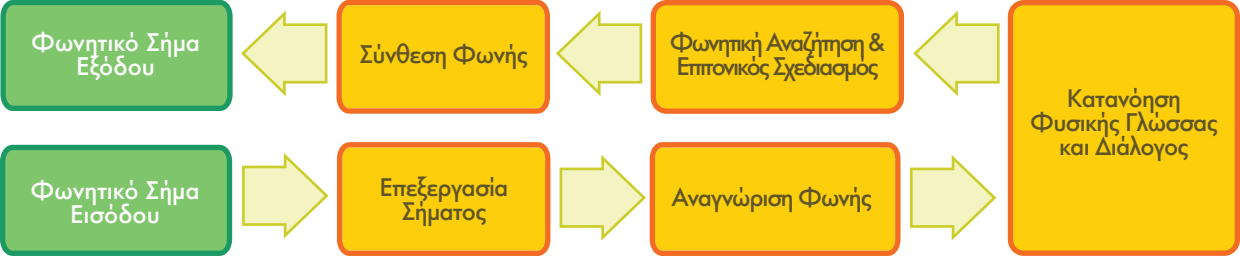 Φωνητικό Σήμα
Εξόδου
Σύνθεση Φωνής
Φωνητική Αναζήτηση &
Επιτονικός Σχεδιασμός
Κατανόηση
Φυσικής Γλώσσας
και Διάλογος
Φωνητικό Σήμα
Εισόδου
Επεξεργασία
Σήματος
Αναγνώριση Φωνής